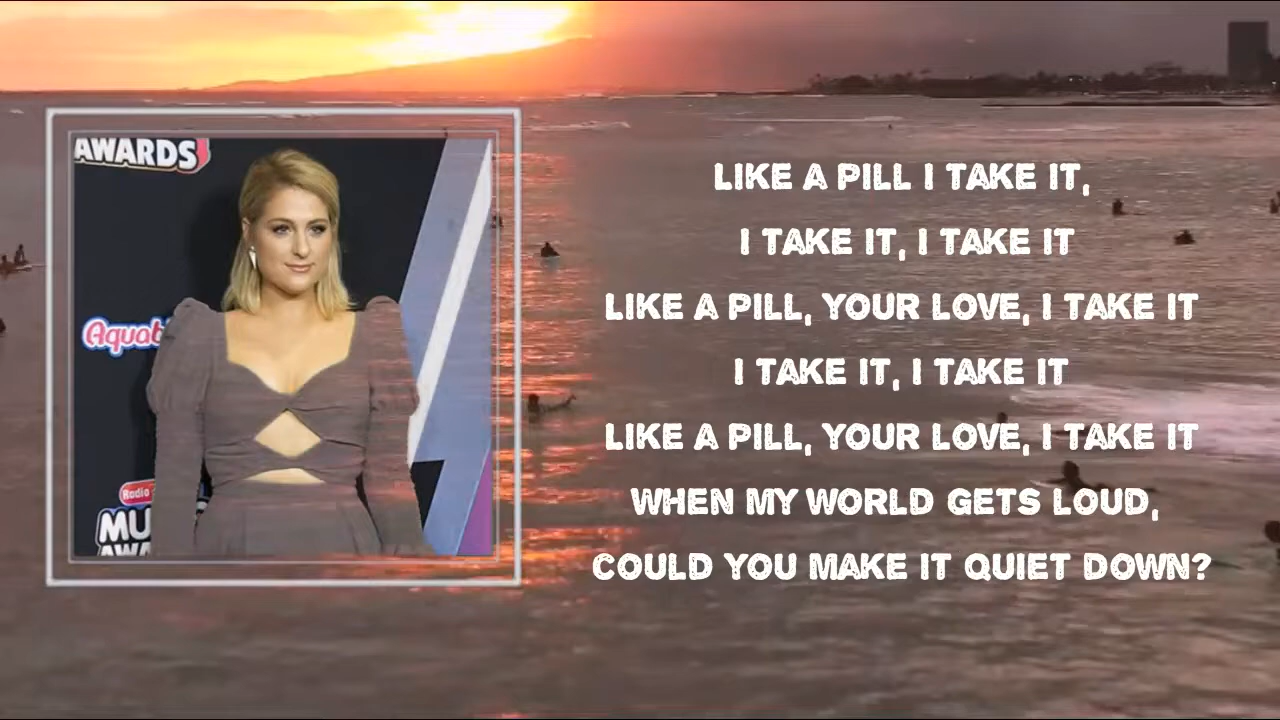 AWARDS
Aquab
Radio
MU
AWA
LIKE A PILL I TAKE IT,
I TAKE IT, I TAKE IT
LIKE A PILL, YOUR LOVE, I TAKE IT
I TAKE IT, I TAKE IT
LIKE A PILL, YOUR LOVE, I TAKE IT
WHEN MY WORLD GETS LOUD,
COULD YOU MAKE IT QUIET DOWN?